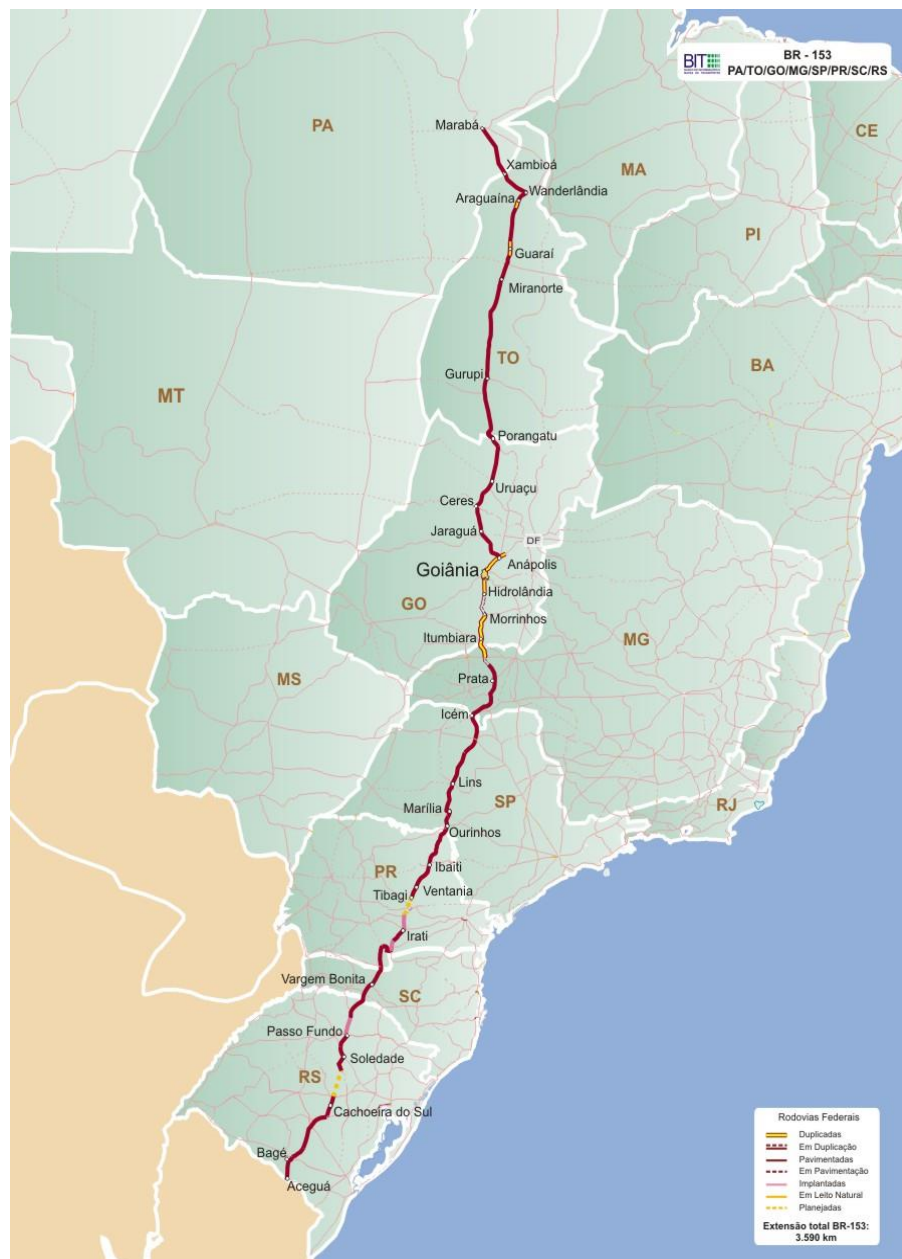 BIT
BR - 153
PA/TO/GO/MG/SP/PR/SC/RS
PA
Marabá
CE
Xambioá
MA
Wanderlândia
Araguaína
PI
Guaraí
Miranorte
TO
BA
Gurupi
MT
Porangatu
Uruaçu
Ceres
Jaraguá
DF
Anápolis
Goiânia
Hidrolândia
GO
Morrinhos
Itumbiara
MG
MS
Prata
Icém
Lins
SP
RJ
Marília
Ourinhos
PR
Ibaiti
Ventania
Tibagi
Irati
Vargem Bonita
SC
Passo Fundo
Soledade
RS
Cachoeira do Sul
Bagé
Aceguá
Rodovias Federais
Duplicadas
Em Duplicação
Pavimentadas
Em Pavimentação
Implantadas
Em Leito Natural
Planejadas
Extensão total BR-153:
3.590 km